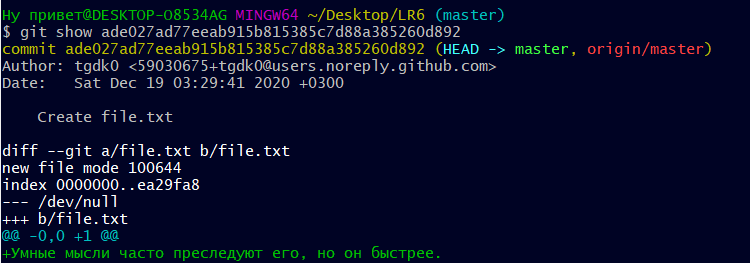 Ну привет@DESKTOP-O8534AG MINGW64 ~/Desktop/LR6 (master)
$ git show ade027ad77eeab915b815385c7d88a385260d892
commit ade027ad77eeab915b815385c7d88a385260d892 (HEAD -> master, origin/master)
Author: tgdk0 <59030675+tgdk0@users.noreply.github.com>
Date:   Sat Dec 19 03:29:41 2020 +0300
    Create file.txt
diff --git a/file.txt b/file.txt
new file mode 100644
index 0000000..ea29fa8
--- /dev/null
+++ b/file.txt
@@ -0,0 +1 @@
+Умные мысли часто преследуют его, но он быстрее.